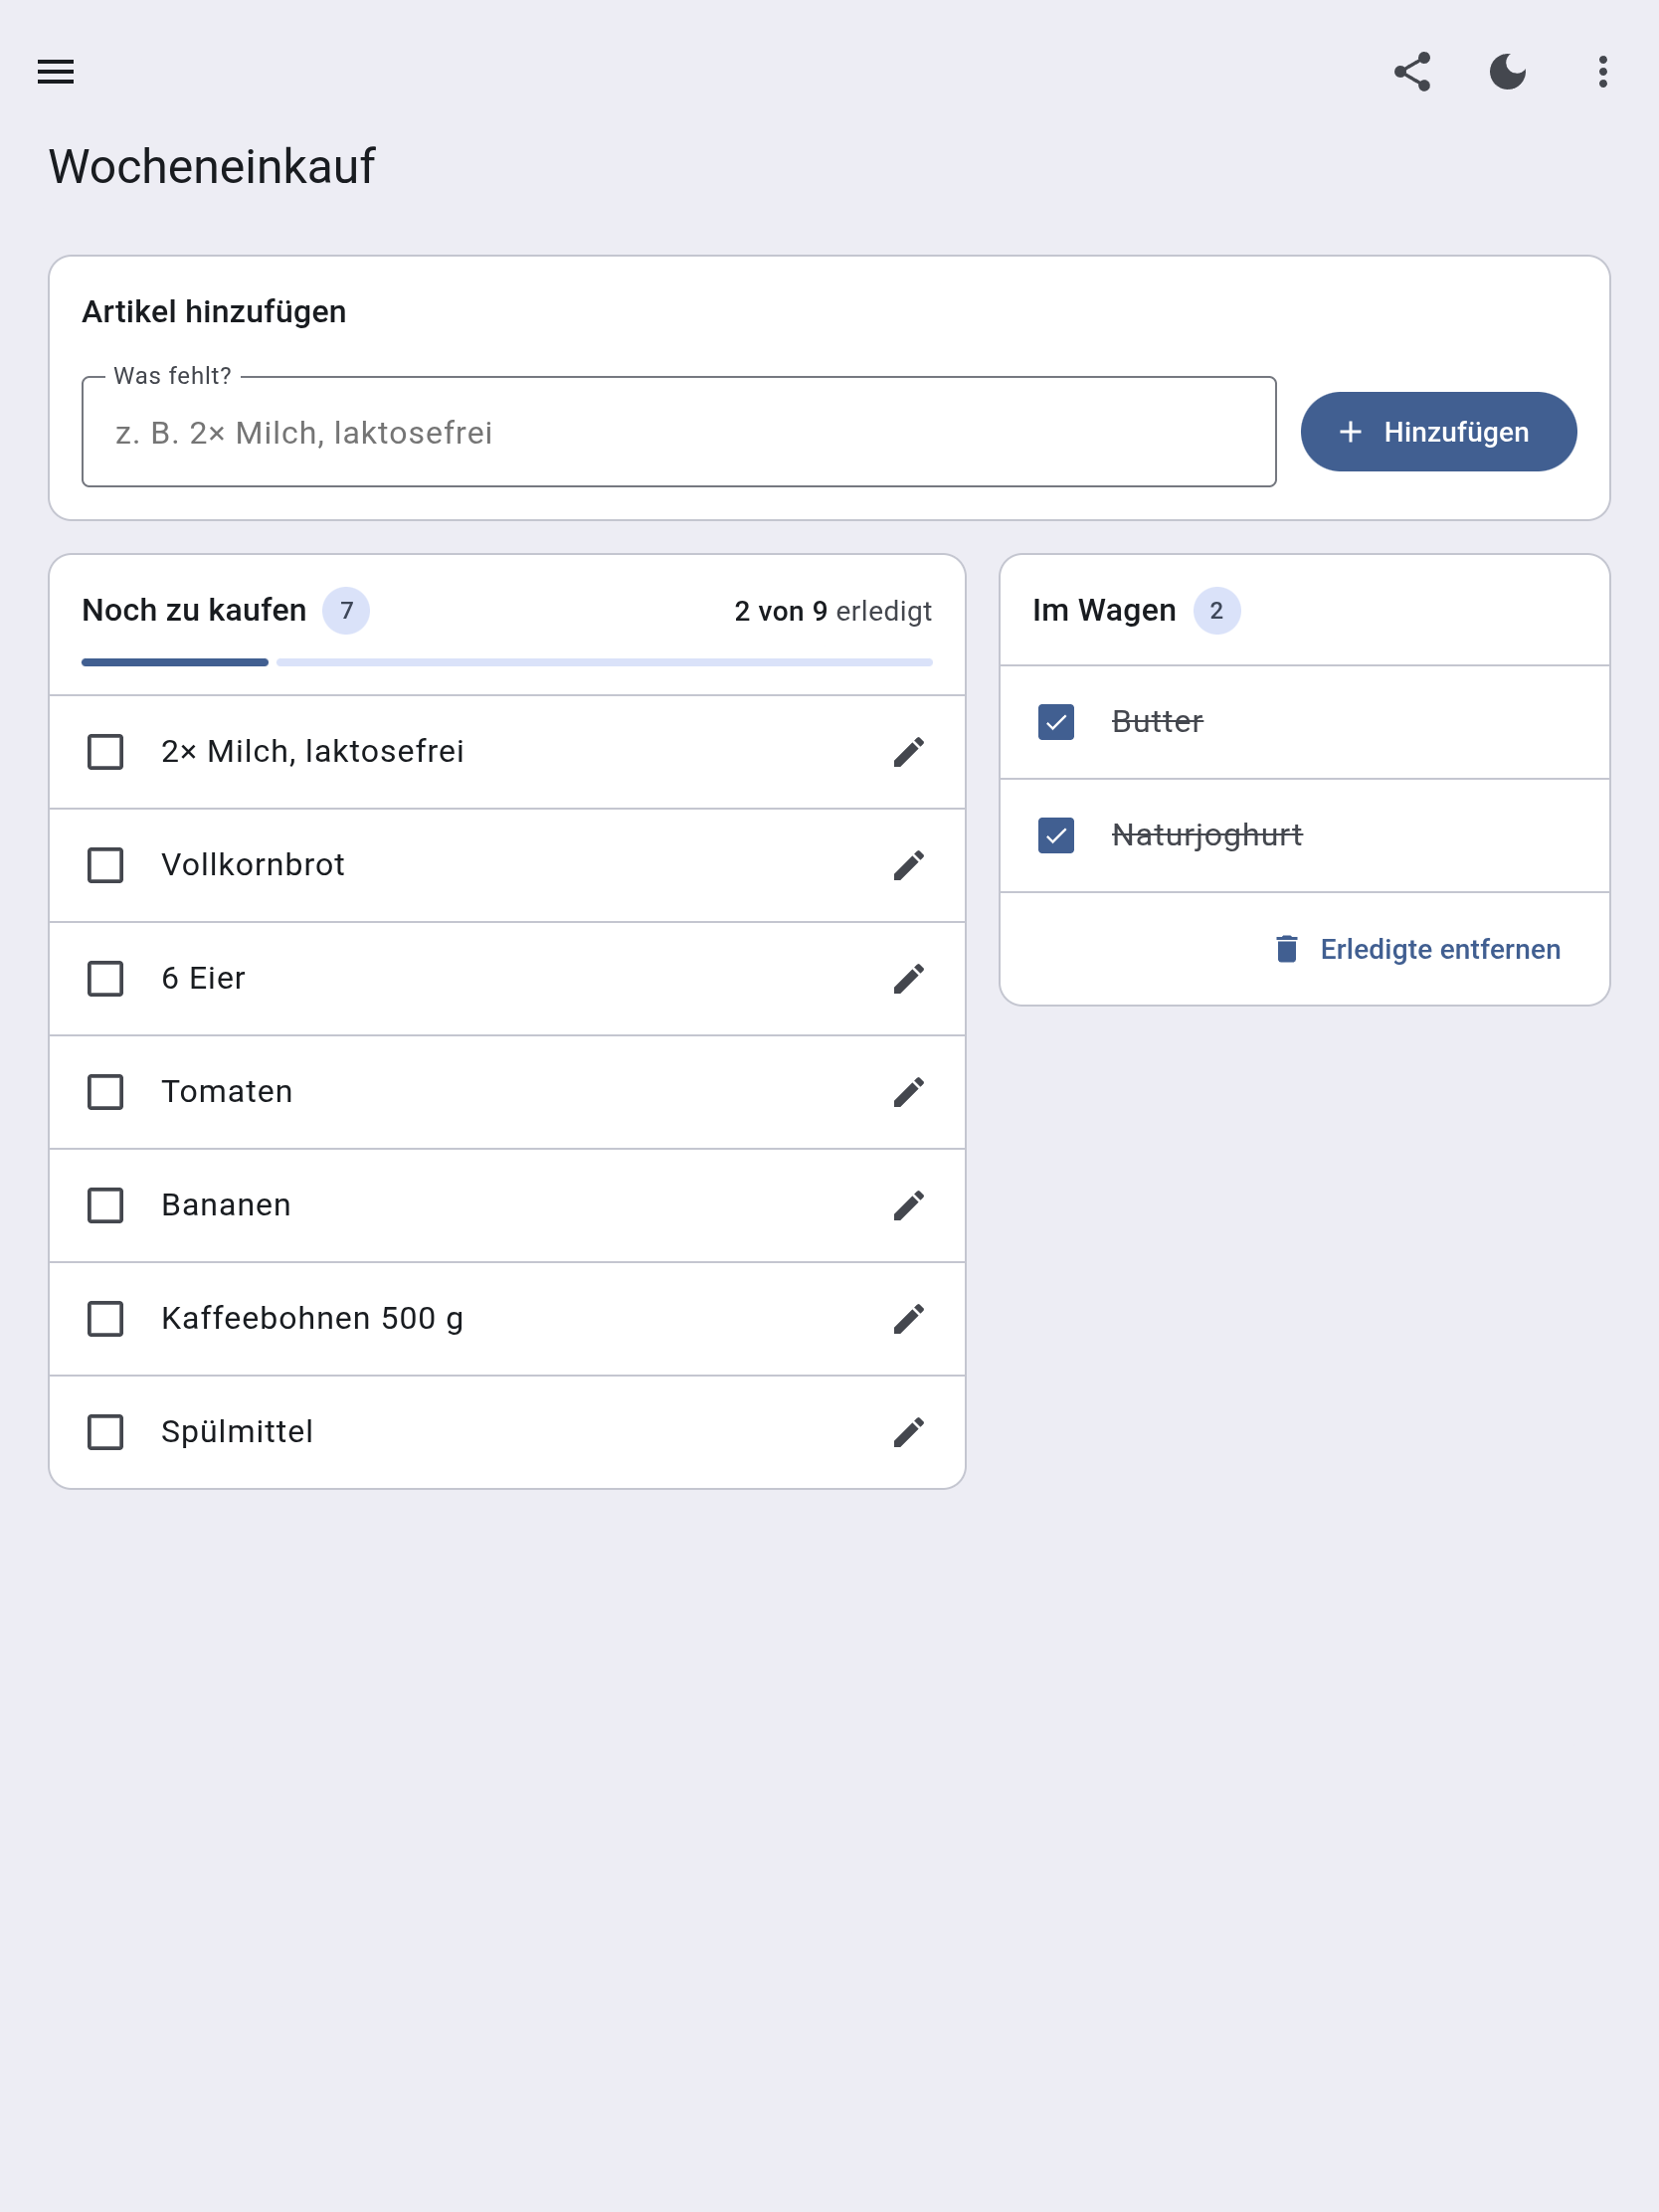 Wocheneinkauf
Artikel hinzufügen
Was fehlt?
z. B. 2× Milch, laktosefrei
Hinzufügen
Noch zu kaufen 7
2 von 9 erledigt
2× Milch, laktosefrei
Vollkornbrot
6 Eier
Tomaten
Bananen
Kaffeebohnen 500 g
Spülmittel
Im Wagen 2
Butter
Naturjoghurt
Erledigte entfernen